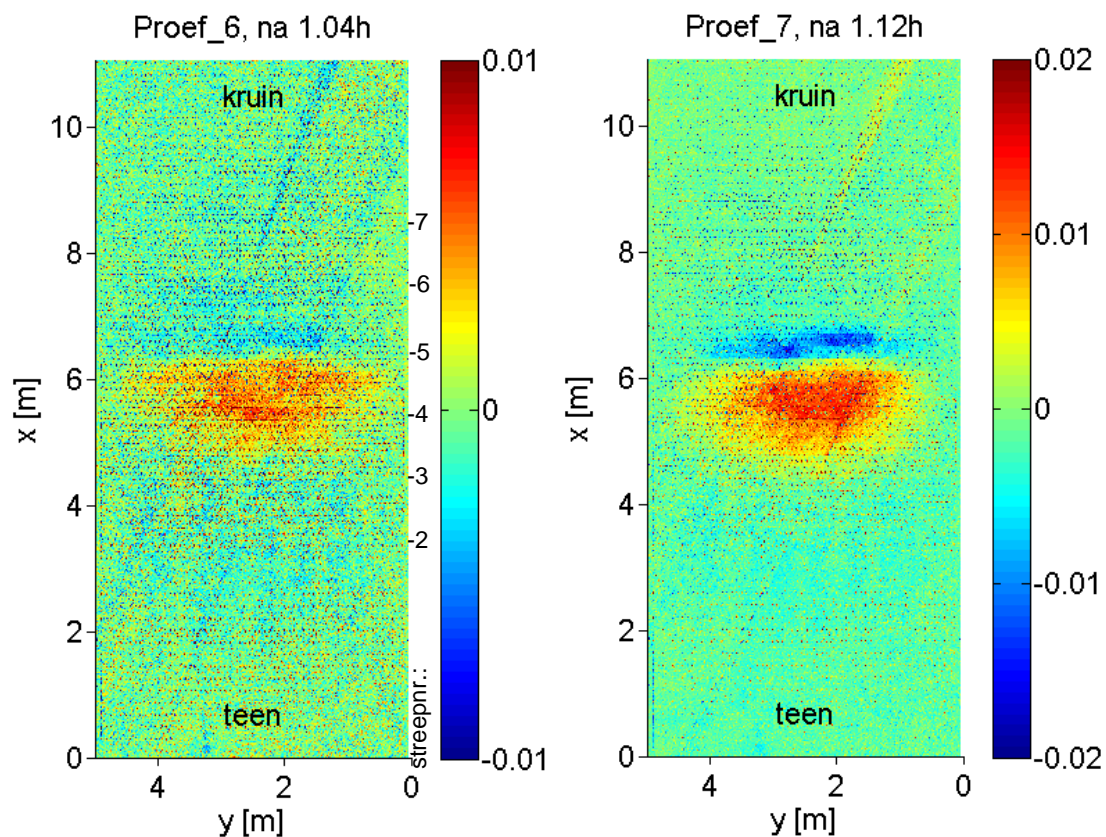 Proef_6, na 1.04h
kruin
10
8
6
4
2
0
x [m]
4
2
0
y [m]
teen
-7
-6
-5
-4
-3
-2
streepnr.:
0.01
0
-0.01
Proef_7, na 1.12h
kruin
10
8
6
4
2
0
x [m]
4
2
0
y [m]
teen
0.02
0.01
0
-0.01
-0.02